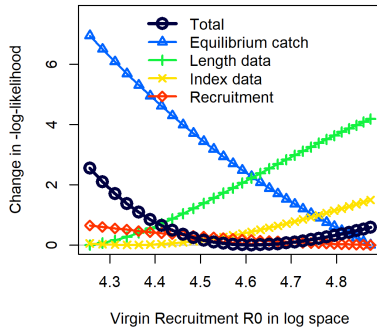 Total
Equilibrium catch
Length data
Index data
Recruitment
Change in -log-likelihood
6
4
2
0
4.3 4.4 4.5 4.6 4.7 4.8
Virgin Recruitment R0 in log space